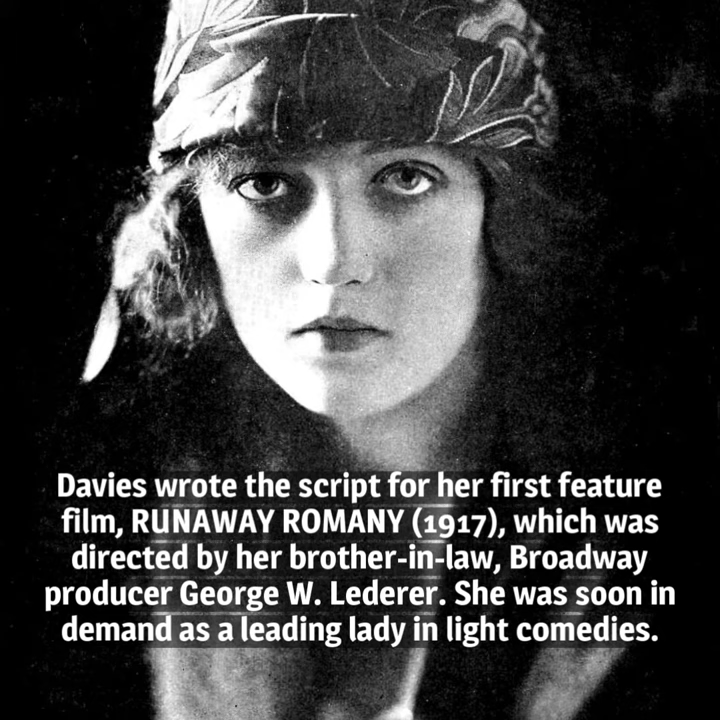 Davies wrote the script for her first feature
film, RUNAWAY ROMANY (1917), which was
directed by her brother-in-law, Broadway
producer George W. Lederer. She was soon in
demand as a leading lady in light comedies.